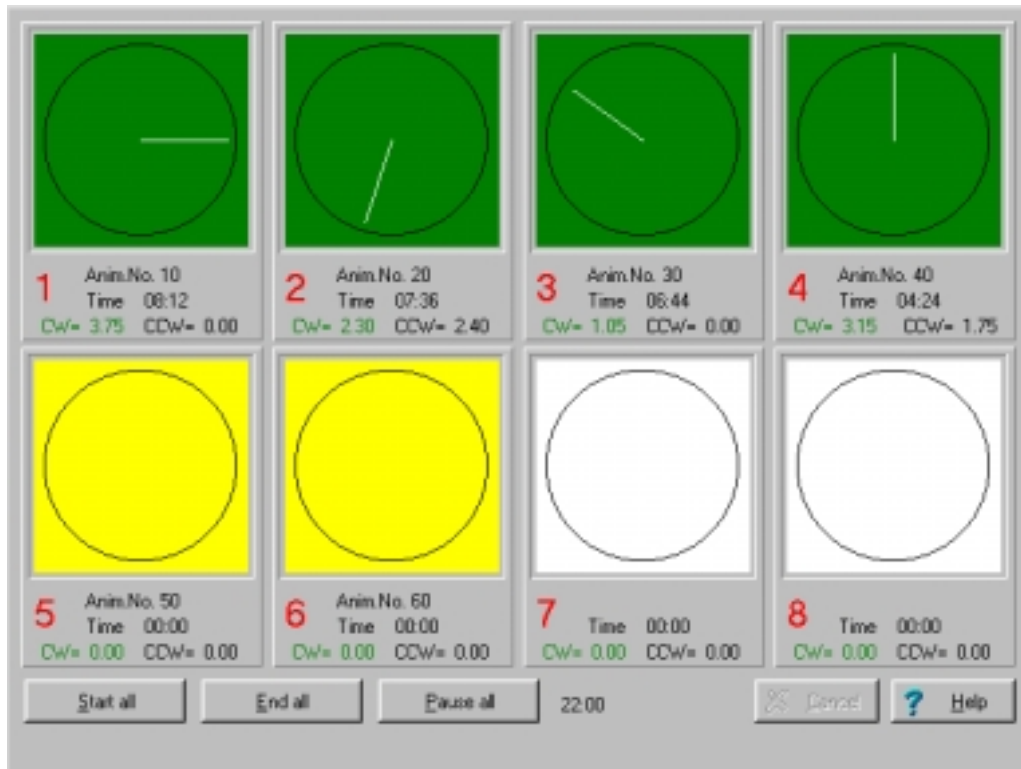 1 Anim.No. 10
Time 08:12
CW= 3.75 CCW= 0.00
2 Anim.No. 20
Time 07:36
CW= 2.30 CCW= 2.40
3 Anim.No. 30
Time 06:44
CW= 1.05 CCW= 0.00
4 Anim.No. 40
Time 04:24
CW= 3.15 CCW= 1.75
5 Anim.No. 50
Time 00:00
CW= 0.00 CCW= 0.00
6 Anim.No. 60
Time 00:00
CW= 0.00 CCW= 0.00
7 Time 00:00
CW= 0.00 CCW= 0.00
8 Time 00:00
CW= 0.00 CCW= 0.00
Start all End all Pause all 22:00 Cancel ? Help